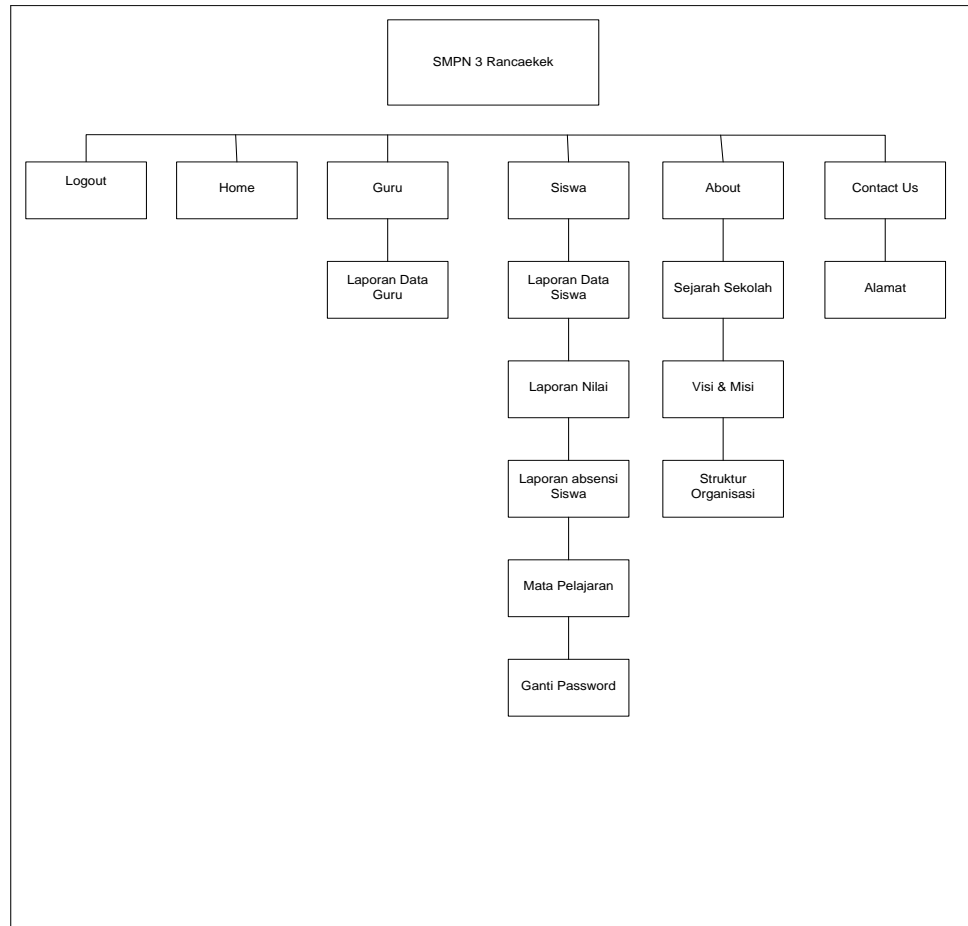 SMPN 3 Rancaekek
Logout
Home
Guru
Siswa
About
Contact Us
Laporan Data
Guru
Laporan Data
Siswa
Sejarah Sekolah
Alamat
Laporan Nilai
Visi & Misi
Laporan absensi
Siswa
Struktur
Organisasi
Mata Pelajaran
Ganti Password